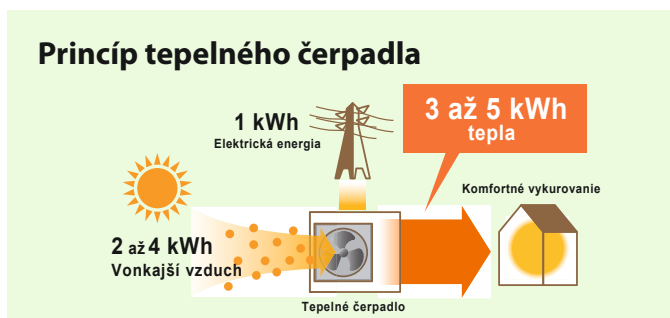 Princíp tepelného čerpadla
1 kWh
Elektrická energia
3 až 5 kWh
tepla
Komfortné vykurovanie
2 až 4 kWh
Vonkajší vzduch
Tepelné čerpadlo